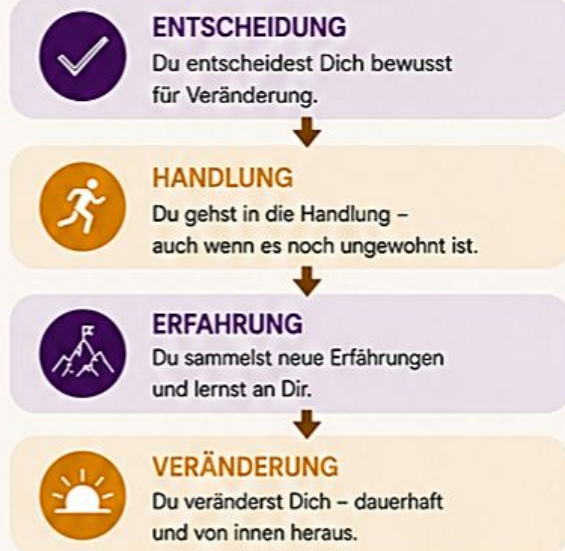 ENTSCHEIDUNG
Du entscheidest Dich bewusst
für Veränderung.
HANDLUNG
Du gehst in die Handlung –
auch wenn es noch ungewohnt ist.
ERFAHRUNG
Du sammelst neue Erfährungen
und lernst an Dir.
VERÄNDERUNG
Du veränderst Dich – dauerhaft
und von innen heraus.